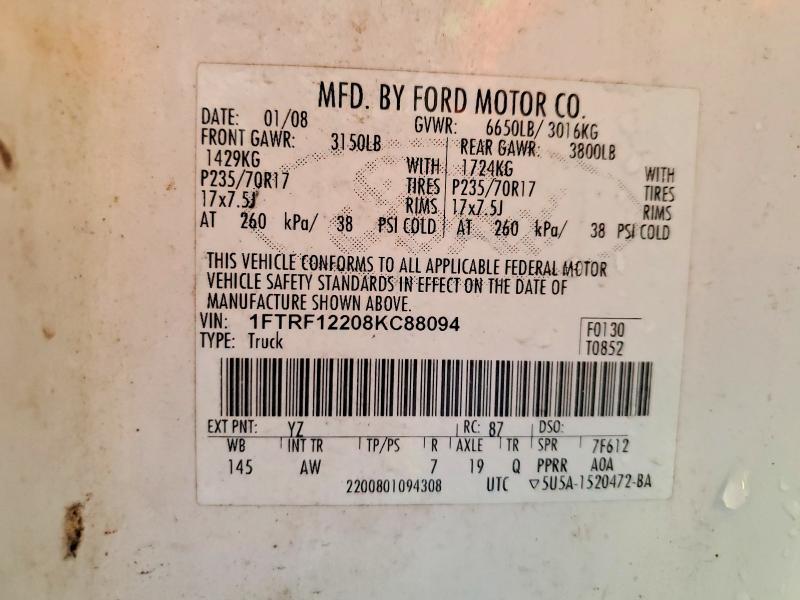 MFD. BY FORD MOTOR CO.
DATE: 01/08 GVWR: 6650LB/ 3016KG
FRONT GAWR: 3150LB REAR GAWR: 3800LB
1429KG WITH 1724KG WITH
P235/70R17 TIRES P235/70R17 TIRES
17x7.5J RIMS 17x7.5J RIMS
AT 260 kPa/ 38 PSI COLD AT 260 kPa/ 38 PSI COLD
THIS VEHICLE CONFORMS TO ALL APPLICABLE FEDERAL MOTOR
VEHICLE SAFETY STANDARDS IN EFFECT ON THE DATE OF
MANUFACTURE SHOWN ABOVE.
VIN: 1FTRF12208KC88094 F0130
TYPE: Truck T0852
EXT PNT: YZ RC: 87 DSO:
WB INT TR TP/PS R AXLE TR SPR 7F612
145 AW 7 19 Q PPRR A0A
2200801094308 UTC ▽5U5A-1520472-BA